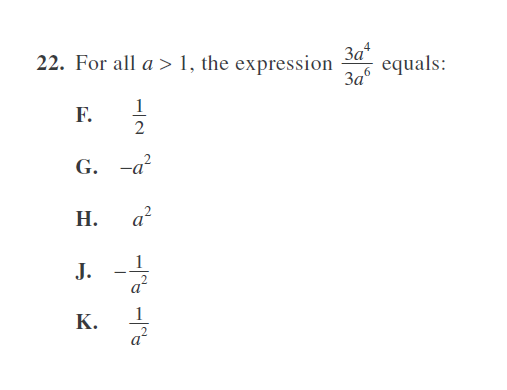 22. For all a > 1, the expression 3a⁴/3a⁶ equals:
F. 1/2
G. –a²
H. a²
J. –1/a²
K. 1/a²